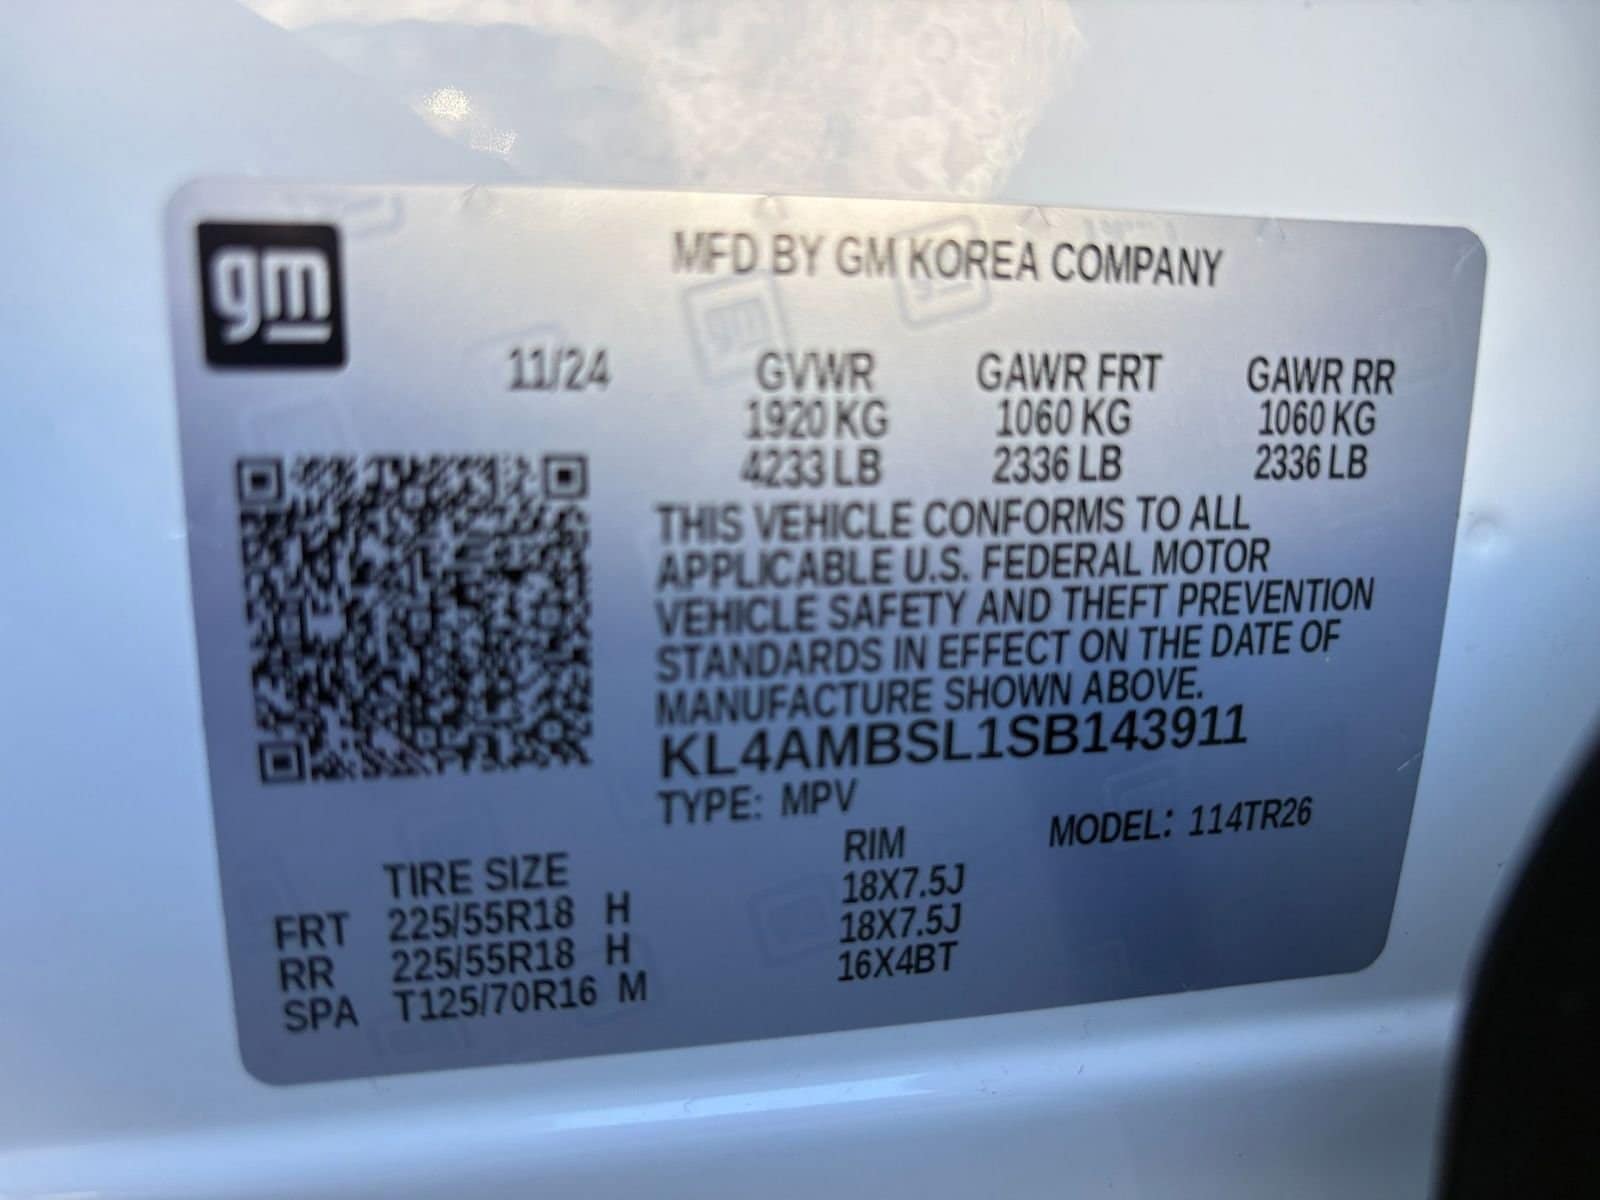 gm
MFD BY GM KOREA COMPANY
11/24 GVWR GAWR FRT GAWR RR
1920 KG 1060 KG 1060 KG
4233 LB 2336 LB 2336 LB
THIS VEHICLE CONFORMS TO ALL
APPLICABLE U.S. FEDERAL MOTOR
VEHICLE SAFETY AND THEFT PREVENTION
STANDARDS IN EFFECT ON THE DATE OF
MANUFACTURE SHOWN ABOVE.
KL4AMBSL1SB143911
TYPE: MPV MODEL: 114TR26
TIRE SIZE RIM
FRT 225/55R18 H 18X7.5J
RR 225/55R18 H 18X7.5J
SPA T125/70R16 M 16X4BT